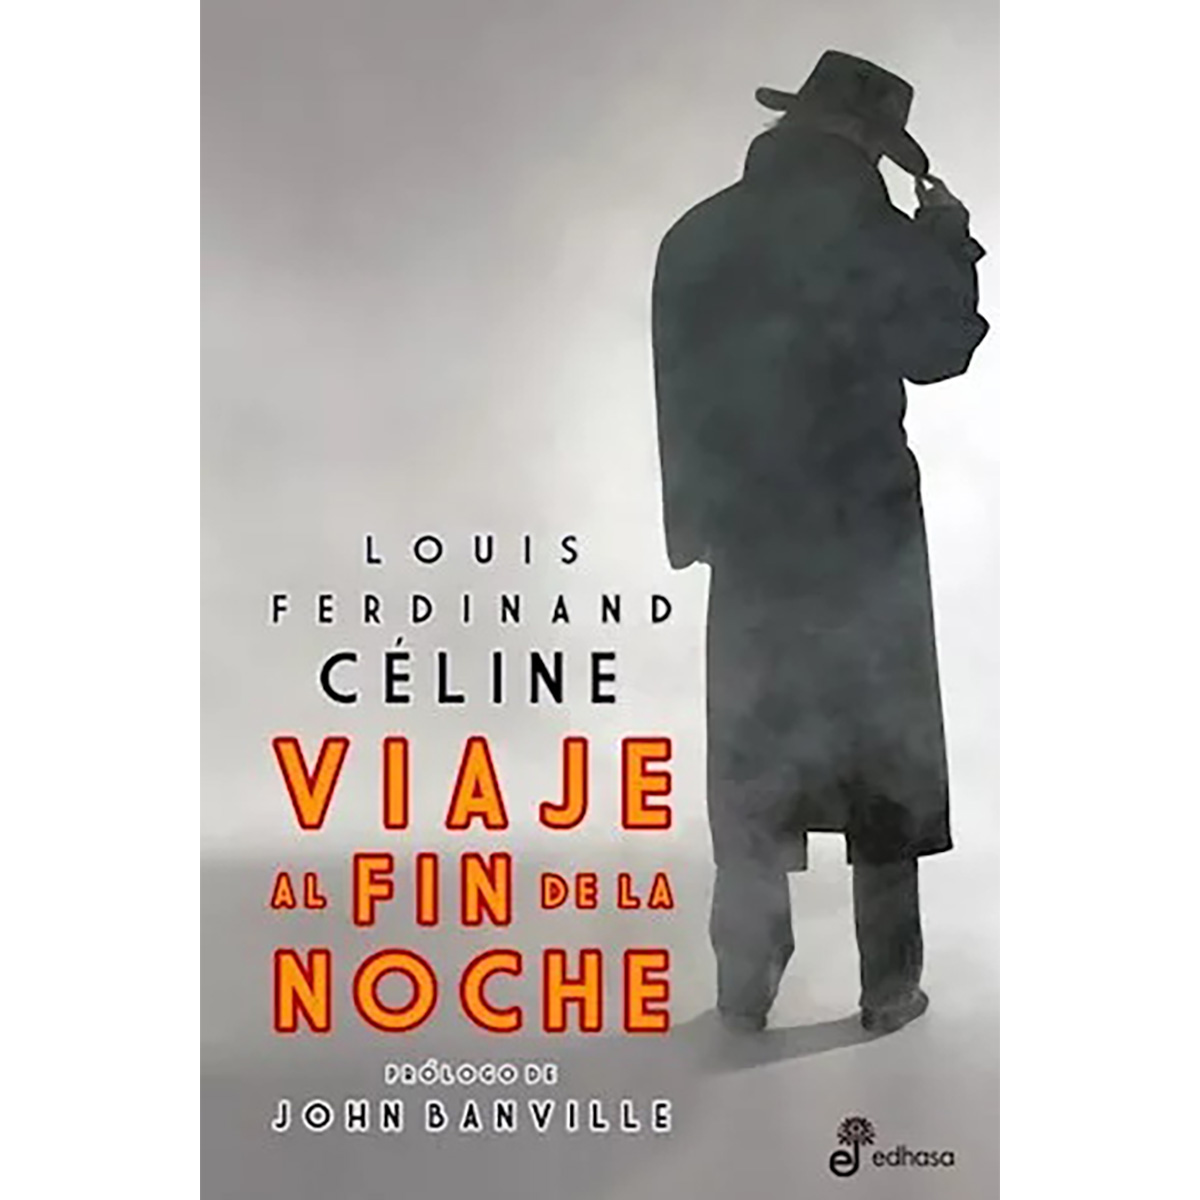 LOUIS
FERDINAND
CÉLINE
VIAJE
AL FIN DE LA
NOCHE
PRÓLOGO DE
JOHN BANVILLE
edhasa